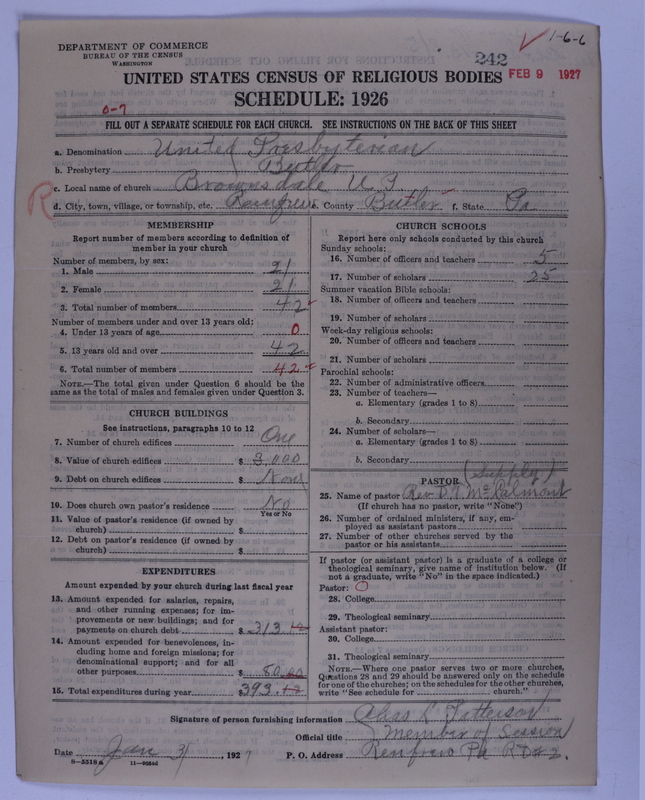 DEPARTMENT OF COMMERCE
BUREAU OF THE CENSUS
WASHINGTON
242
1-6-6
UNITED STATES CENSUS OF RELIGIOUS BODIES
FEB 9 1927
SCHEDULE: 1926
0-7
FILL OUT A SEPARATE SCHEDULE FOR EACH CHURCH. SEE INSTRUCTIONS ON THE BACK OF THIS SHEET
a. Denomination United Presbyterian
b. Presbytery Butler
c. Local name of church Brownsdale U.P.
R d. City, town, village, or township, etc. e. County Butler f. State Pa.
MEMBERSHIP
Report number of members according to definition of member in your church
Number of members, by sex:
1. Male 21
2. Female 21
3. Total number of members 42
Number of members under and over 13 years old:
4. Under 13 years of age 0
5. 13 years old and over 42
6. Total number of members 42
NOTE.—The total given under Question 6 should be the
same as the total of males and females given under Question 3.
CHURCH BUILDINGS
See instructions, paragraphs 10 to 12
7. Number of church edifices One
8. Value of church edifices $ 3,000
9. Debt on church edifices $ None
10. Does church own pastor's residence No
Yes or No
11. Value of pastor's residence (if owned by
church) $
12. Debt on pastor's residence (if owned by
church) $
EXPENDITURES
Amount expended by your church during last fiscal year
13. Amount expended for salaries, repairs,
and other running expenses; for im-
provements or new buildings; and for
payments on church debt $ 313.12
14. Amount expended for benevolences, in-
cluding home and foreign missions; for
denominational support; and for all
other purposes $ 80.00
15. Total expenditures during year $ 393.12
CHURCH SCHOOLS
Report here only schools conducted by this church
Sunday schools:
16. Number of officers and teachers 5
17. Number of scholars 25
Summer vacation Bible schools:
18. Number of officers and teachers
19. Number of scholars
Week-day religious schools:
20. Number of officers and teachers
21. Number of scholars
Parochial schools:
22. Number of administrative officers
23. Number of teachers—
a. Elementary (grades 1 to 8)
b. Secondary
24. Number of scholars—
a. Elementary (grades 1 to 8)
b. Secondary
PASTOR (Supply)
25. Name of pastor Rev. D. T. McCalmont
(If church has no pastor, write "None")
26. Number of ordained ministers, if any, em-
ployed as assistant pastors
27. Number of other churches served by the
pastor or his assistants
If pastor (or assistant pastor) is a graduate of a college or
theological seminary, give name of institution below. (If
not a graduate, write "No" in the space indicated.)
Pastor: O
28. College
29. Theological seminary
Assistant pastor:
30. College
31. Theological seminary
NOTE.—Where one pastor serves two or more churches,
Questions 28 and 29 should be answered only on the schedule
for one of the churches; on the schedules for the other churches,
write "See schedule for church."
Signature of person furnishing information Chas R Patterson
Official title Member of Session
Date Jan 31, 1927 P. O. Address Renfrew Pa RD#2.
8-5518a 11-9054d